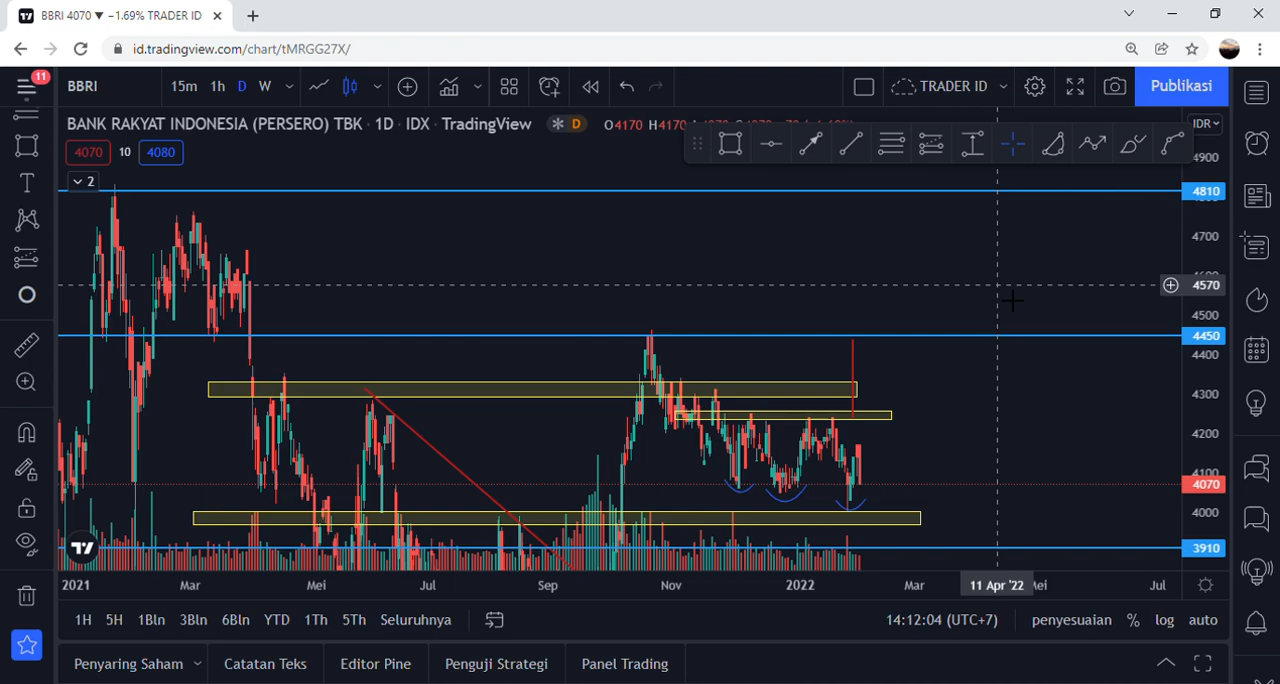 BBRI 4070 ▼ −1.69% TRADER ID
id.tradingview.com/chart/tMRGG27X/
11
BBRI 15m 1h D W TRADER ID Publikasi
BANK RAKYAT INDONESIA (PERSERO) TBK · 1D · IDX · TradingView D O4170 H4170
IDR
4070 10 4080
2
4900
4810
4700
4570
4500
4450
4400
4300
4200
4100
4070
4000
3910
2021 Mar Mei Jul Sep Nov 2022 Mar 11 Apr '22 Mei Jul
1H 5H 1Bln 3Bln 6Bln YTD 1Th 5Th Seluruhnya 14:12:04 (UTC+7) penyesuaian % log auto
Penyaring Saham Catatan Teks Editor Pine Penguji Strategi Panel Trading